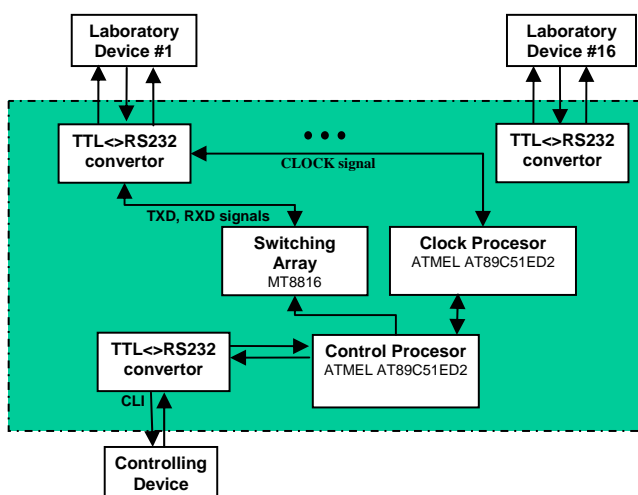 Laboratory
Device #1
Laboratory
Device #16
TTL<>RS232
convertor
• • •
TTL<>RS232
convertor
CLOCK signal
TXD, RXD signals
Switching
Array
MT8816
Clock Procesor
ATMEL AT89C51ED2
TTL<>RS232
convertor
Control Procesor
ATMEL AT89C51ED2
CLI
Controlling
Device